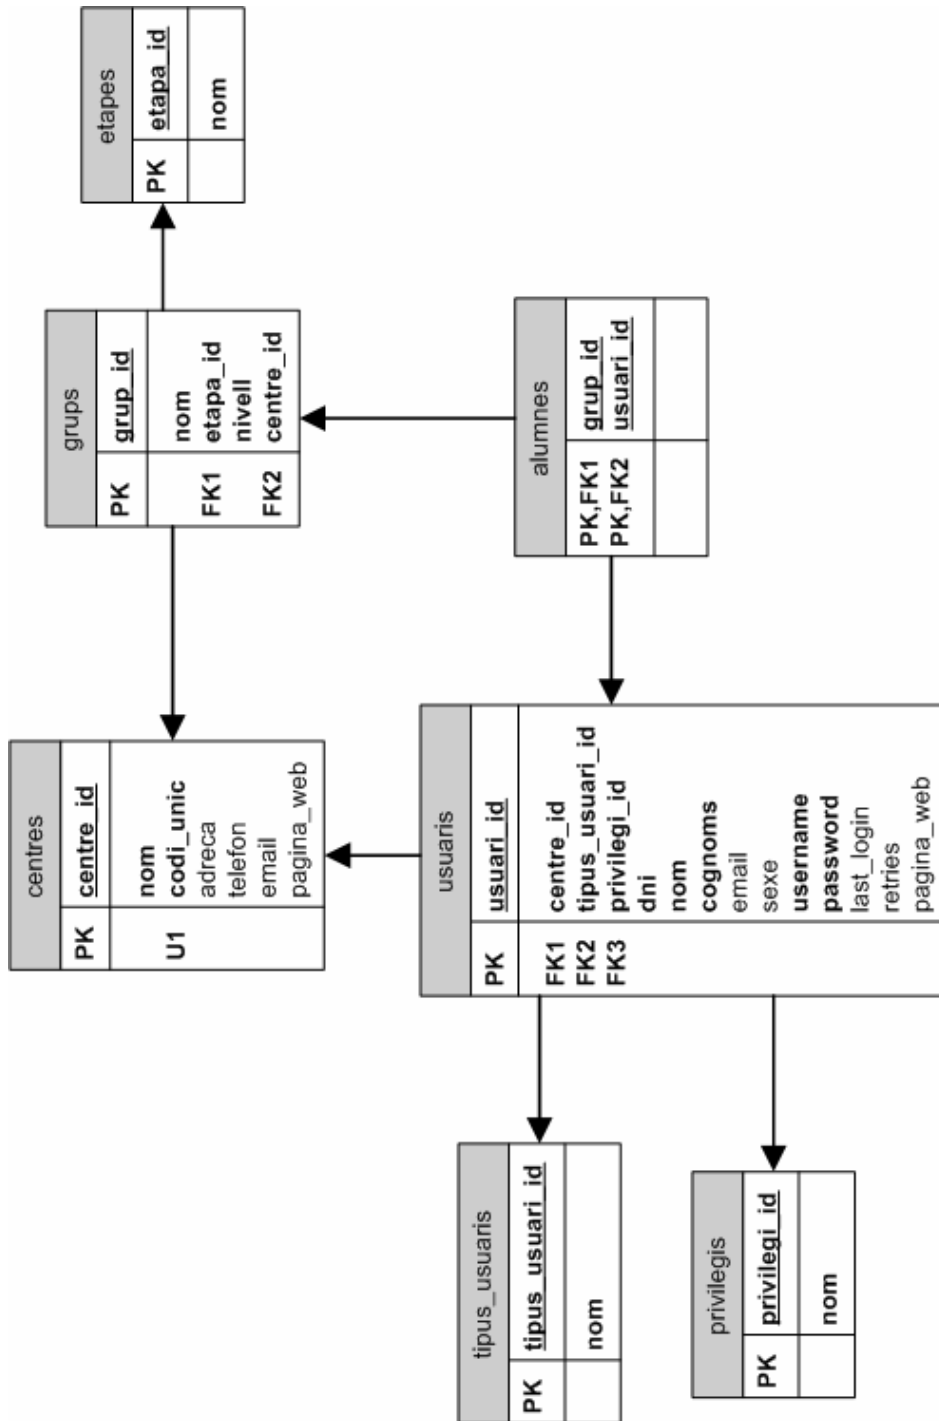 etapes
PK etapa_id
nom
grups
PK grup_id
nom
FK1 etapa_id
nivell
FK2 centre_id
alumnes
PK,FK1 grup_id
PK,FK2 usuari_id
centres
PK centre_id
nom
U1 codi_unic
adreca
telefon
email
pagina_web
usuaris
PK usuari_id
FK1 centre_id
FK2 tipus_usuari_id
FK3 privilegi_id
dni
nom
cognoms
email
sexe
username
password
last_login
retries
pagina_web
tipus_usuaris
PK tipus_usuari_id
nom
privilegis
PK privilegi_id
nom